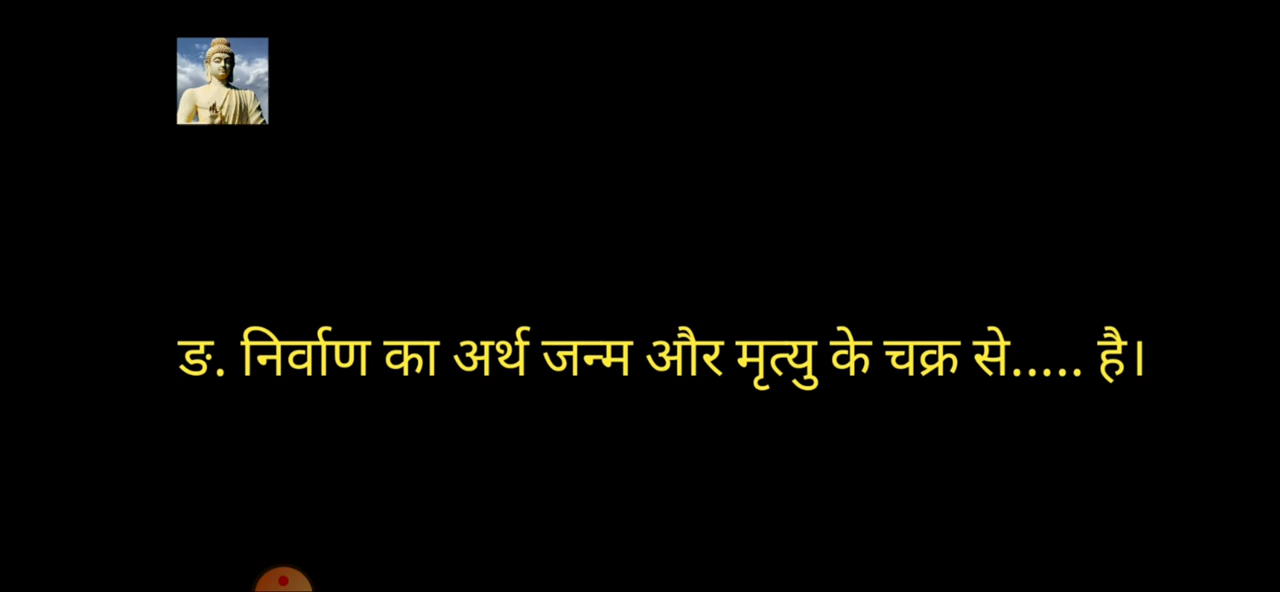 ङ. निर्वाण का अर्थ जन्म और मृत्यु के चक्र से..... है।